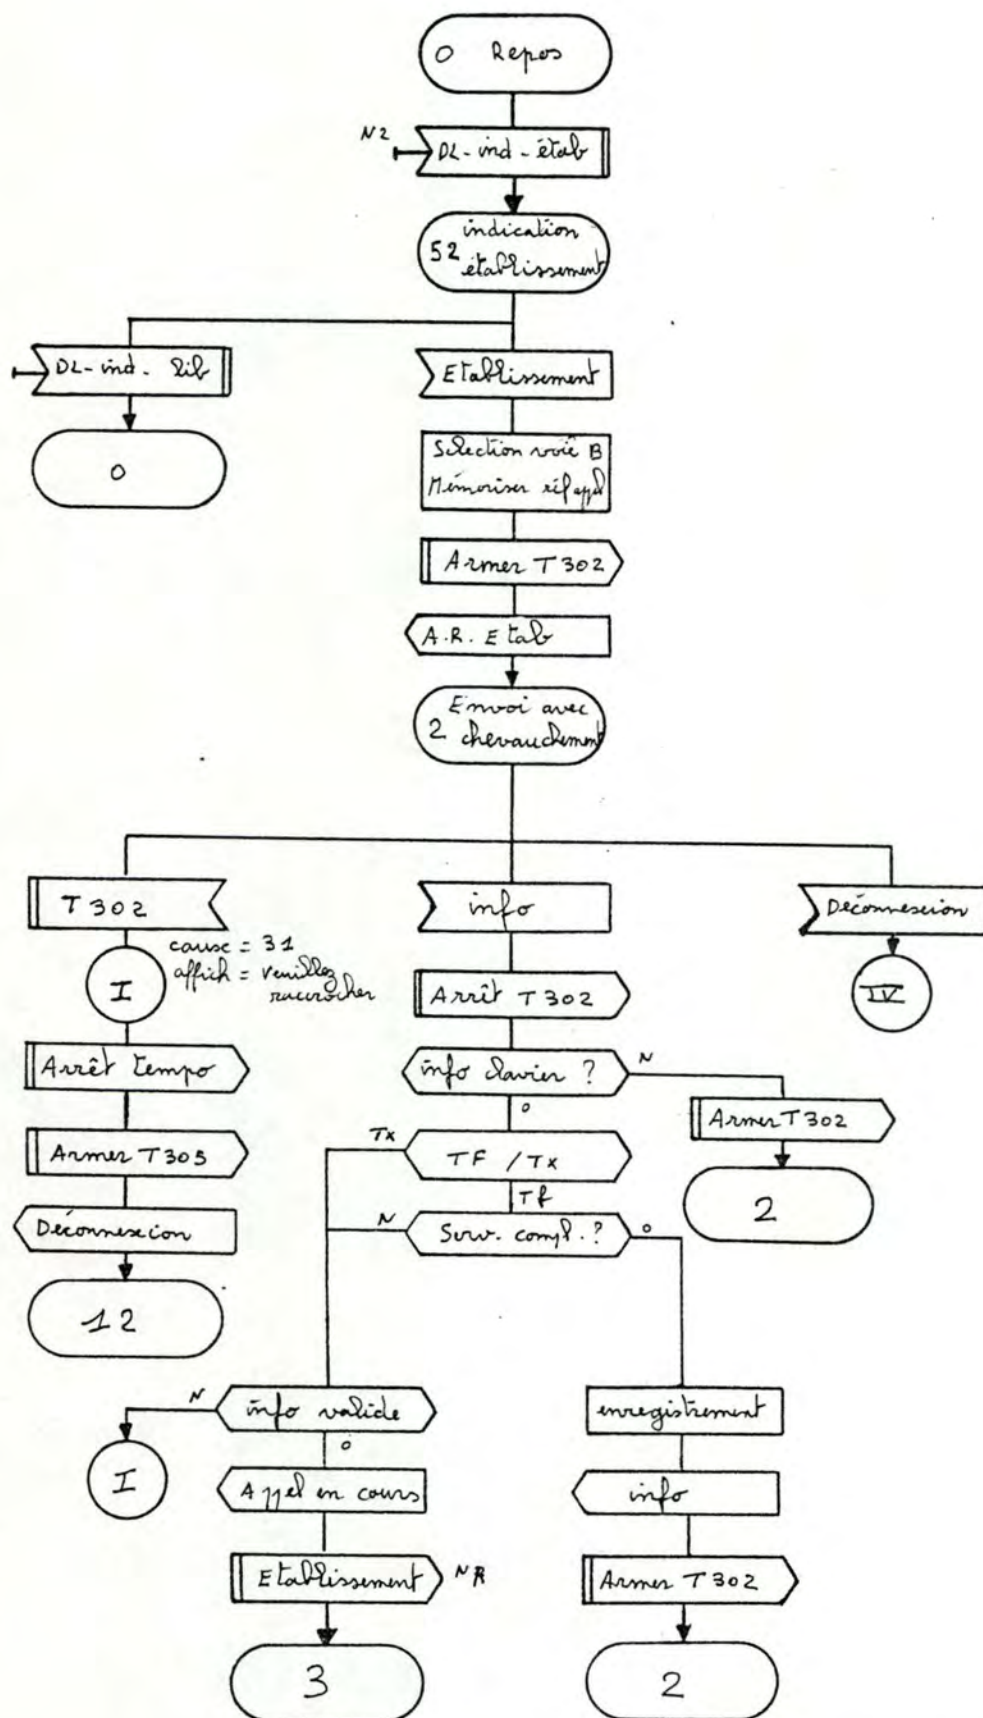 0 Repos
N2
DL-ind-étab
indication
52 établissement
DL-ind-lib
Etablissement
0
Sélection voie B
Mémoriser réf appel
Armer T302
A.R. Etab
Envoi avec
2 chevauchement
T302
info
Déconnexion
cause = 31
affich = veuillez
raccrocher
I
IV
Arrêt T302
Arrêt tempo
info clavier ?
N
O
Armer T302
Tx
TF / Tx
Armer T305
Tf
2
N
Serv. compl. ?
O
Déconnexion
12
N
info valide
enregistrement
O
I
Appel en cours
info
Etablissement
NR
Armer T302
3
2